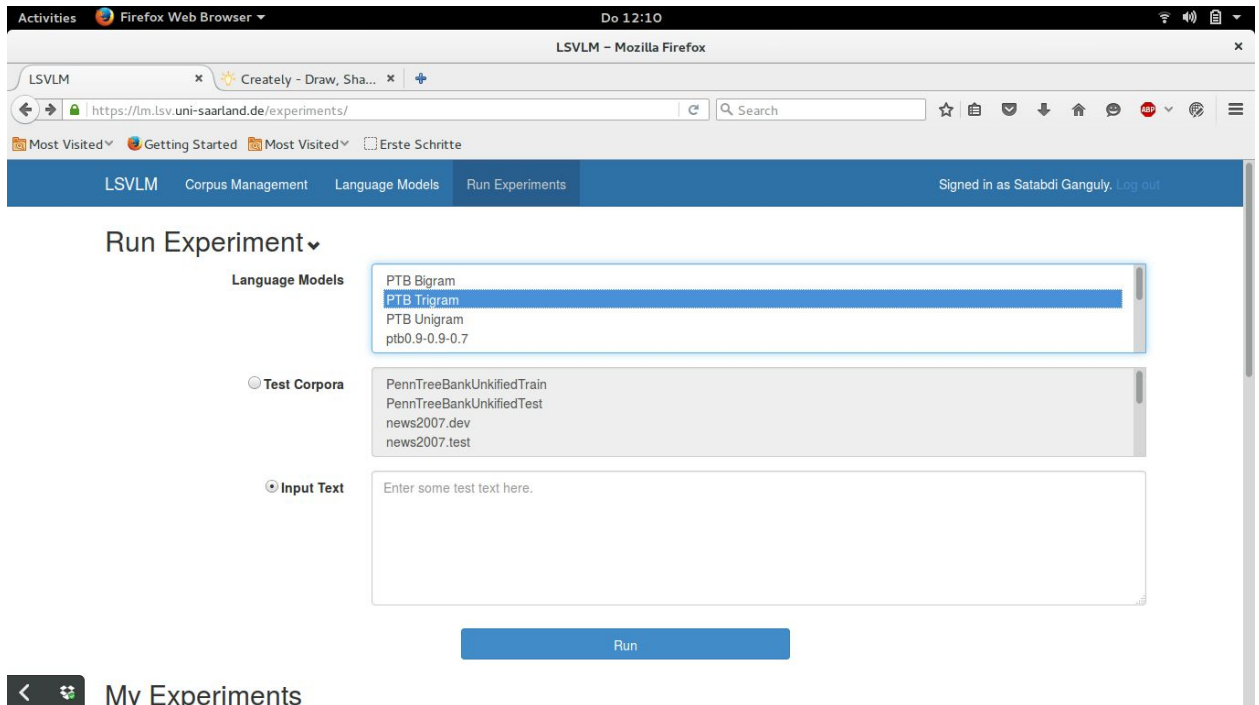 Activities Firefox Web Browser Do 12:10
LSVLM – Mozilla Firefox
LSVLM Creately - Draw, Sha...
https://lm.lsv.uni-saarland.de/experiments/ Search ABP
Most Visited Getting Started Most Visited Erste Schritte
LSVLM Corpus Management Language Models Run Experiments Signed in as Satabdi Ganguly. Log out
Run Experiment
Language Models
PTB Bigram
PTB Trigram
PTB Unigram
ptb0.9-0.9-0.7
Test Corpora
PennTreeBankUnkifiedTrain
PennTreeBankUnkifiedTest
news2007.dev
news2007.test
Input Text
Enter some test text here.
Run
My Experiments